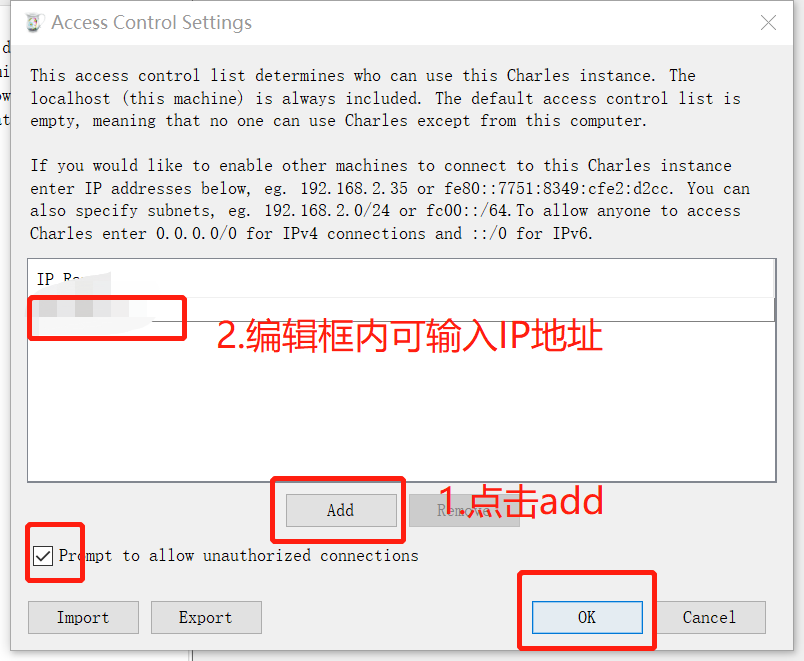 Access Control Settings
This access control list determines who can use this Charles instance. The
localhost (this machine) is always included. The default access control list is
empty, meaning that no one can use Charles except from this computer.
If you would like to enable other machines to connect to this Charles instance
enter IP addresses below, eg. 192.168.2.35 or fe80::7751:8349:cfe2:d2cc. You can
also specify subnets, eg. 192.168.2.0/24 or fc00::/64.To allow anyone to access
Charles enter 0.0.0.0/0 for IPv4 connections and ::/0 for IPv6.
IP
2.编辑框内可输入IP地址
Add
Remove
1.点击add
Prompt to allow unauthorized connections
Import
Export
OK
Cancel